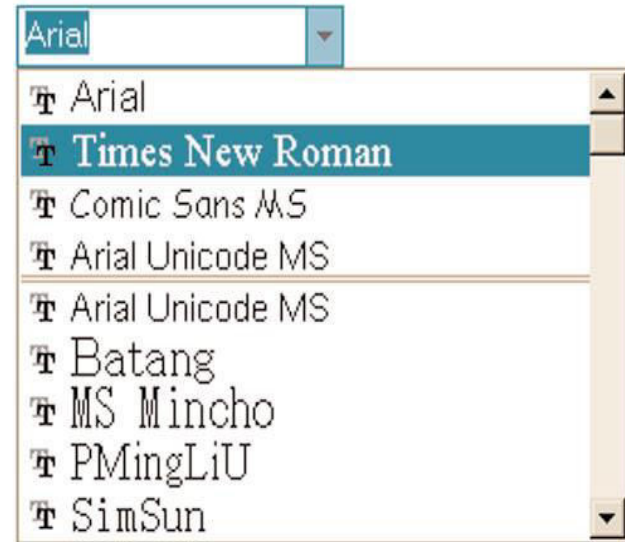 Arial
Arial
Times New Roman
Comic Sans MS
Arial Unicode MS
Arial Unicode MS
Batang
MS Mincho
PMingLiU
SimSun